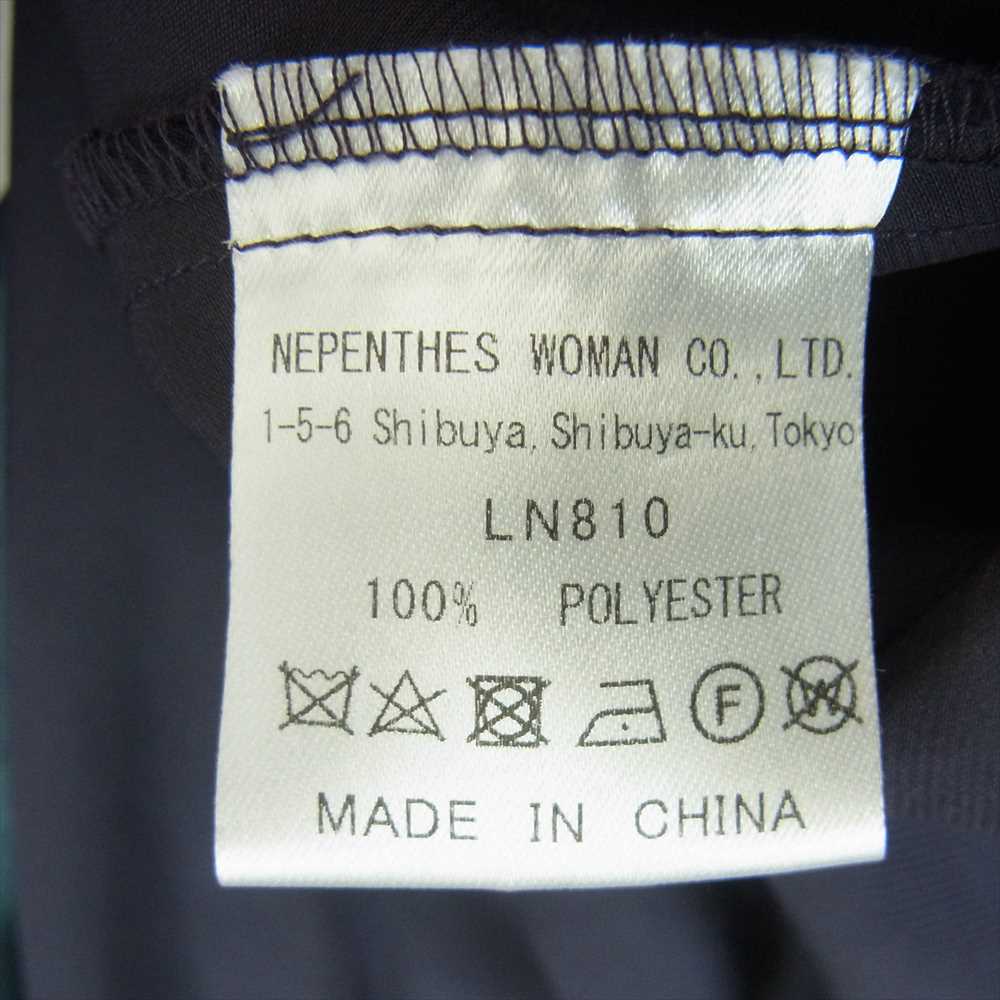 NEPENTHES WOMAN CO.,LTD.
1-5-6 Shibuya, Shibuya-ku, Tokyo
LN810
100% POLYESTER
F W
MADE IN CHINA